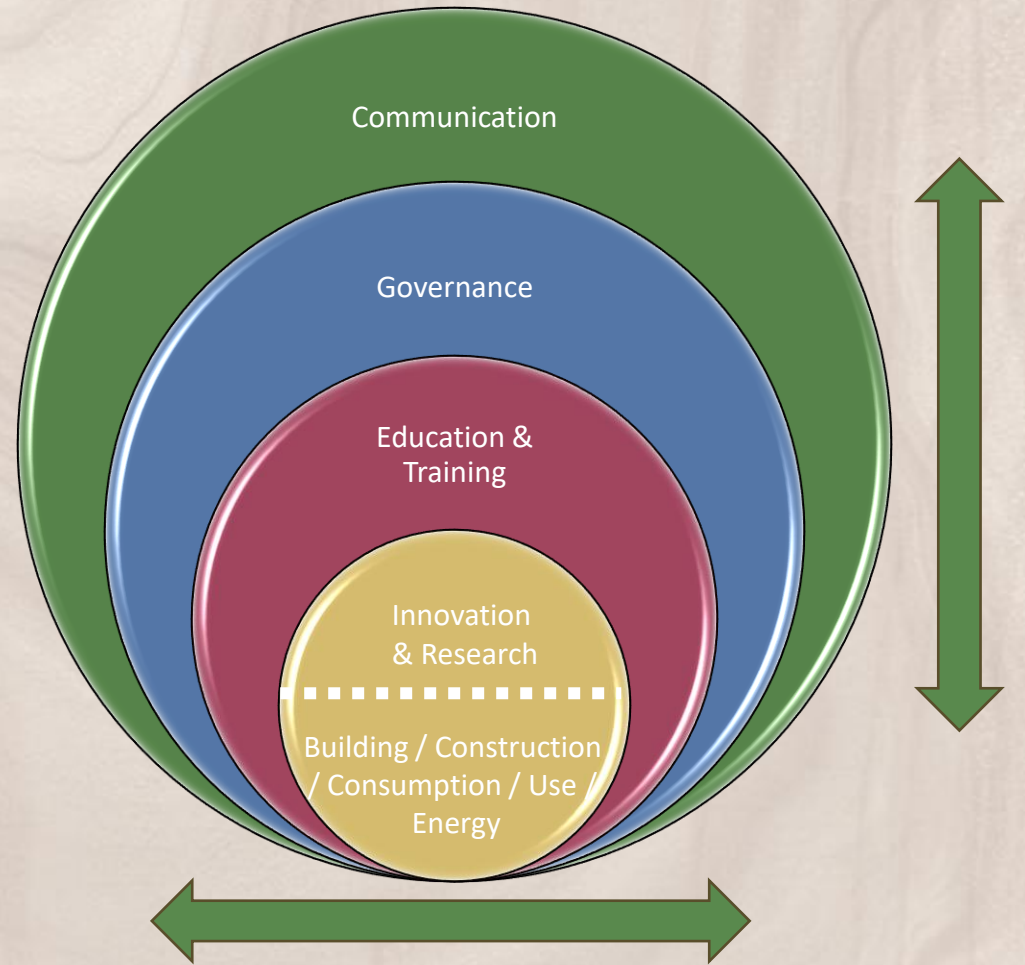 Communication
Governance
Education &
Training
Innovation
& Research
Building / Construction
/ Consumption / Use /
Energy